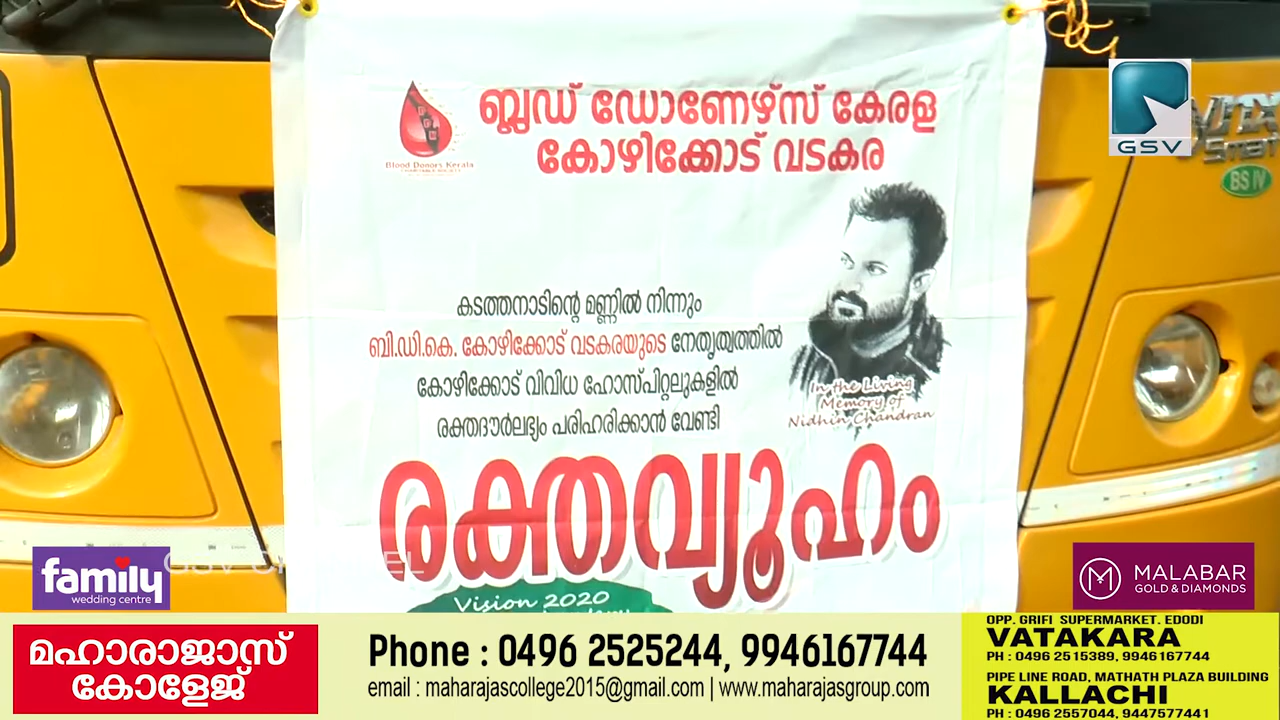 ബ്ലഡ് ഡോണേഴ്സ് കേരള
കോഴിക്കോട് വടകര
Blood Donors Kerala
കടത്തനാടിന്റെ മണ്ണിൽ നിന്നും
ബി.ഡി.കെ. കോഴിക്കോട് വടകരയുടെ നേതൃത്വത്തിൽ
കോഴിക്കോട് വിവിധ ഹോസ്പിറ്റലുകളിൽ
രക്തദൗർലഭ്യം പരിഹരിക്കാൻ വേണ്ടി
In the Living
Memory of
Nidhin Chandran
രക്തവ്യൂഹം
Vision 2020
GSV
BS IV
family
wedding centre
MALABAR
GOLD & DIAMONDS
മഹാരാജാസ്
കോളേജ്
Phone : 0496 2525244, 9946167744
email : maharajascollege2015@gmail.com | www.maharajasgroup.com
OPP. GRIFI SUPERMARKET. EDODI
VATAKARA
PH : 0496 2515389, 9946167744
PIPE LINE ROAD, MATHATH PLAZA BUILDING
KALLACHI
PH : 0496 2557044, 9447577441